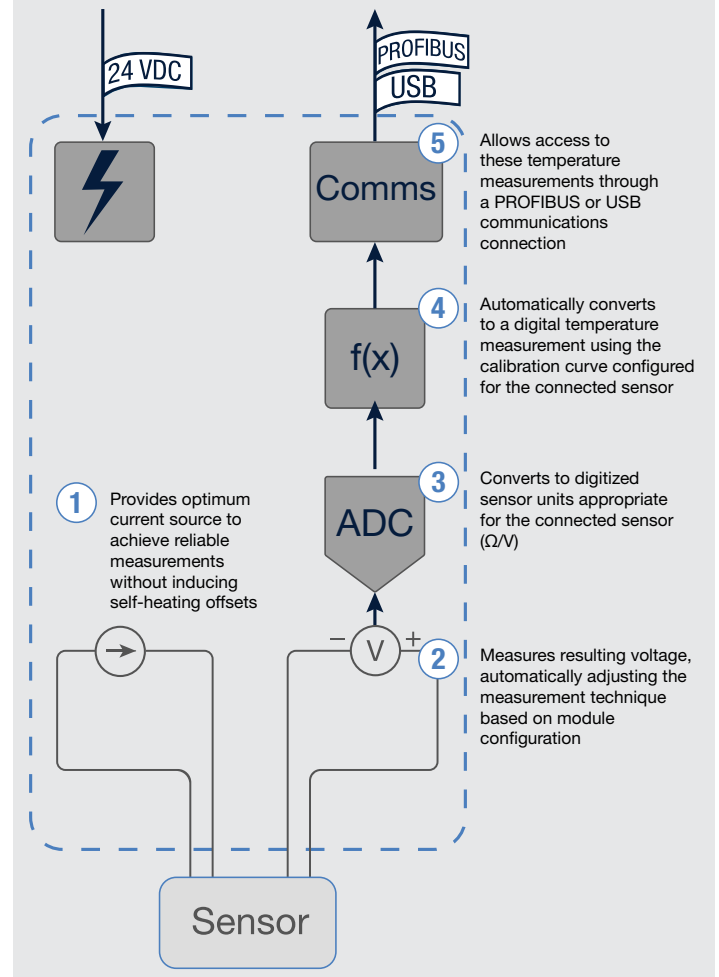 24 VDC
PROFIBUS
USB
Comms
5
Allows access to
these temperature
measurements through
a PROFIBUS or USB
communications
connection
f(x)
4
Automatically converts
to a digital temperature
measurement using the
calibration curve configured
for the connected sensor
ADC
3
Converts to digitized
sensor units appropriate
for the connected sensor
(Ω/V)
1
Provides optimum
current source to
achieve reliable
measurements
without inducing
self-heating offsets
− V +
2
Measures resulting voltage,
automatically adjusting the
measurement technique
based on module
configuration
Sensor